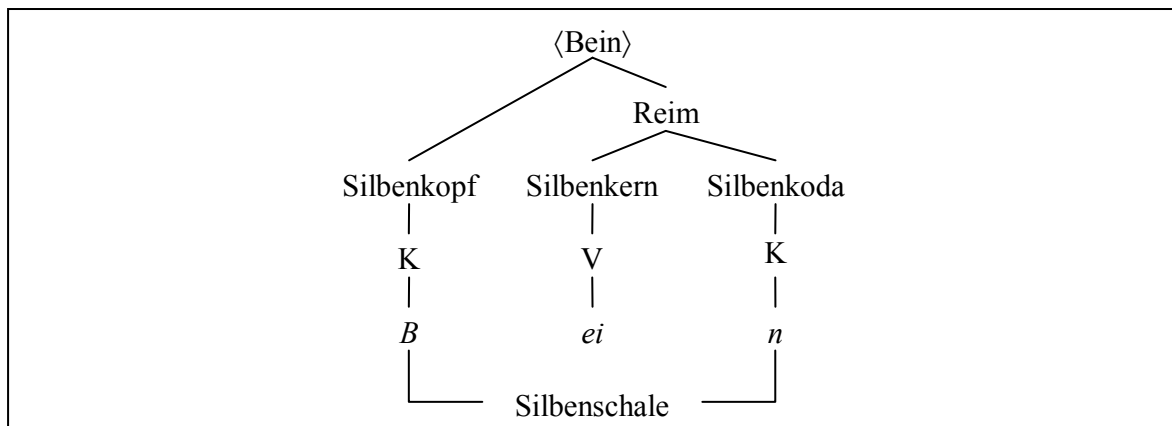 ⟨Bein⟩
Reim
Silbenkopf Silbenkern Silbenkoda
K V K
B ei n
Silbenschale